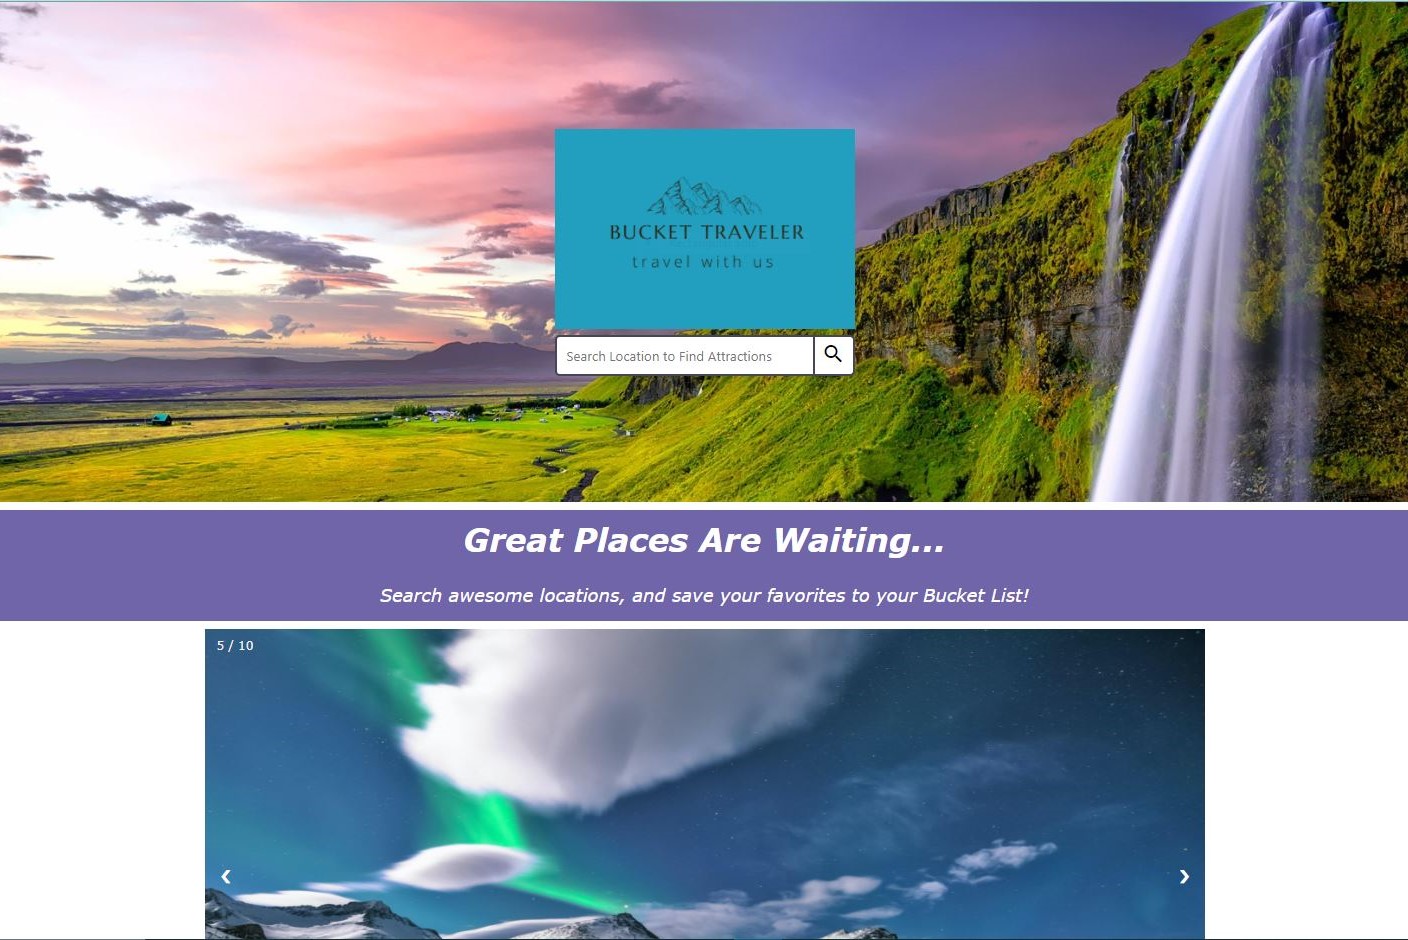 BUCKET TRAVELER
travel with us
Search Location to Find Attractions
Great Places Are Waiting...
Search awesome locations, and save your favorites to your Bucket List!
5 / 10